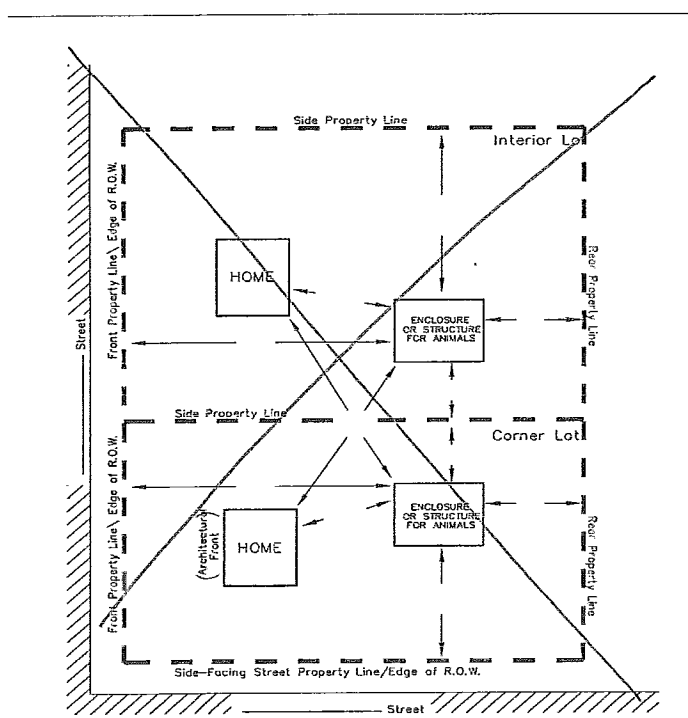 Side Property Line
Interior Lo
Front Property Line\ Edge of R.O.W.
Rear Property Line
HOME
ENCLOSURE
OR STRUCTURE
FOR ANIMALS
Street
Side Property Line
Corner Lot
Front Property Line\ Edge of R.O.W.
(Architectural
Front)
HOME
ENCLOSURE
OR STRUCTURE
FOR ANIMALS
Rear Property Line
Side-Facing Street Property Line/Edge of R.O.W.
Street